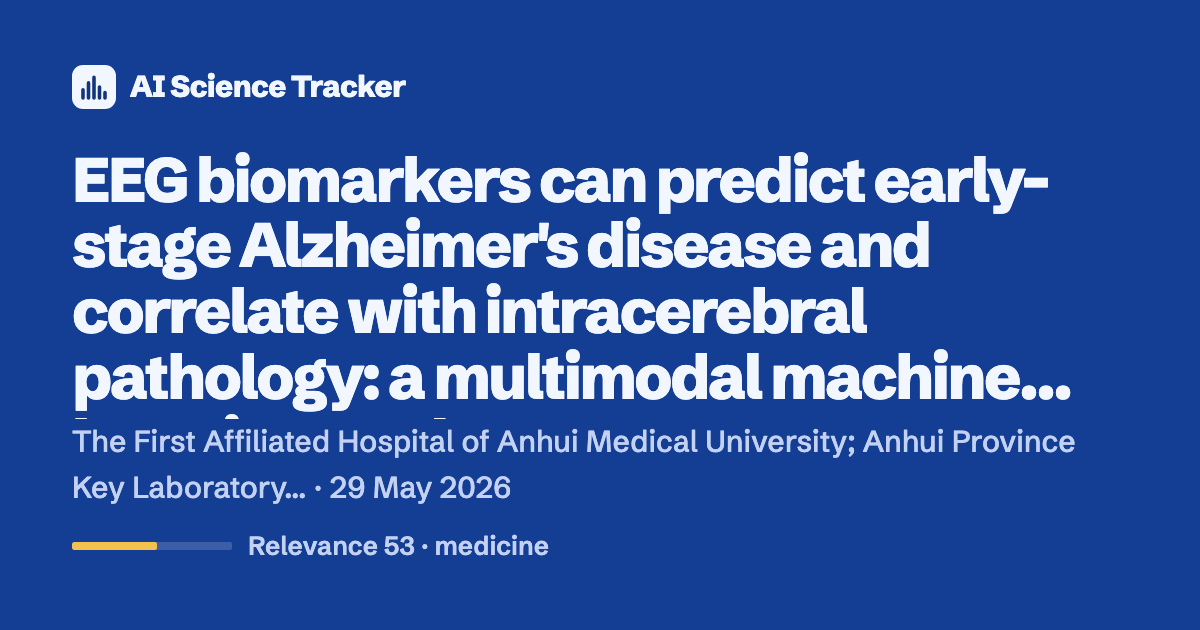 AI Science Tracker
EEG biomarkers can predict early-
stage Alzheimer's disease and
correlate with intracerebral
pathology: a multimodal machine...
The First Affiliated Hospital of Anhui Medical University; Anhui Province
Key Laboratory... · 29 May 2026
Relevance 53 · medicine